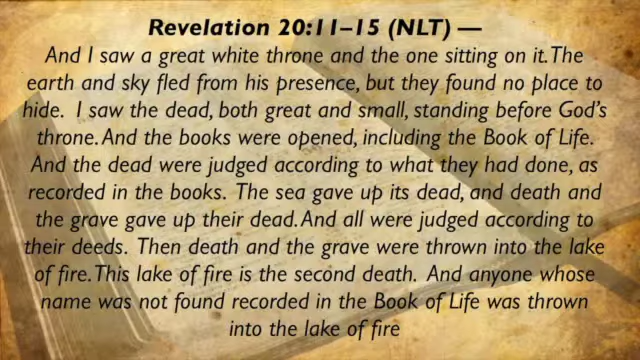 Revelation 20:11–15 (NLT) —
And I saw a great white throne and the one sitting on it. The
earth and sky fled from his presence, but they found no place to
hide. I saw the dead, both great and small, standing before God's
throne. And the books were opened, including the Book of Life.
And the dead were judged according to what they had done, as
recorded in the books. The sea gave up its dead, and death and
the grave gave up their dead. And all were judged according to
their deeds. Then death and the grave were thrown into the lake
of fire. This lake of fire is the second death. And anyone whose
name was not found recorded in the Book of Life was thrown
into the lake of fire